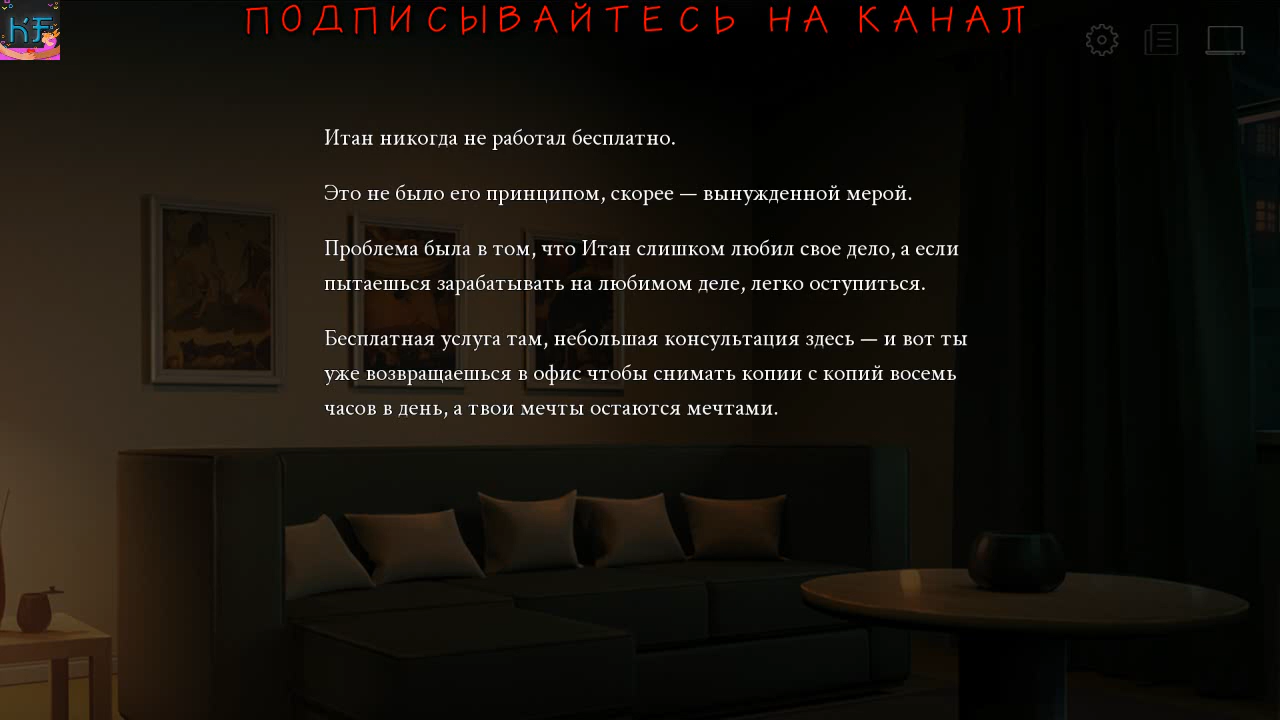 ПОДПИСЫВАЙТЕСЬ НА КАНАЛ
KF
Итан никогда не работал бесплатно.
Это не было его принципом, скорее — вынужденной мерой.
Проблема была в том, что Итан слишком любил свое дело, а если
пытаешься зарабатывать на любимом деле, легко оступиться.
Бесплатная услуга там, небольшая консультация здесь — и вот ты
уже возвращаешься в офис чтобы снимать копии с копий восемь
часов в день, а твои мечты остаются мечтами.